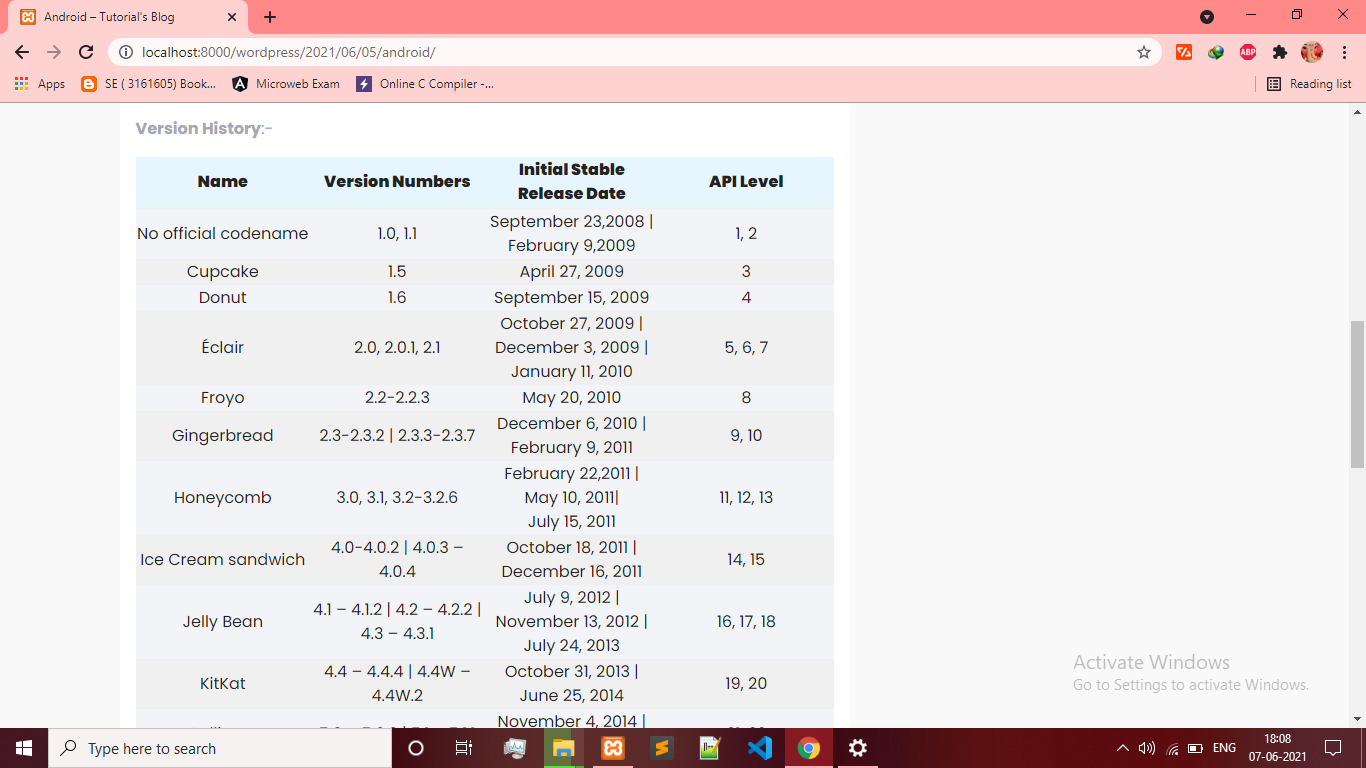 Android – Tutorial's Blog
localhost:8000/wordpress/2021/06/05/android/
ABP
Apps
SE ( 3161605) Book...
Microweb Exam
Online C Compiler -...
Reading list
Version History:-
Name Version Numbers Initial Stable API Level
Release Date
No official codename 1.0, 1.1 September 23,2008 | 1, 2
February 9,2009
Cupcake 1.5 April 27, 2009 3
Donut 1.6 September 15, 2009 4
October 27, 2009 |
Éclair 2.0, 2.0.1, 2.1 December 3, 2009 | 5, 6, 7
January 11, 2010
Froyo 2.2-2.2.3 May 20, 2010 8
Gingerbread 2.3-2.3.2 | 2.3.3-2.3.7 December 6, 2010 | 9, 10
February 9, 2011
February 22,2011 |
Honeycomb 3.0, 3.1, 3.2-3.2.6 May 10, 2011| 11, 12, 13
July 15, 2011
Ice Cream sandwich 4.0-4.0.2 | 4.0.3 – October 18, 2011 | 14, 15
4.0.4 December 16, 2011
July 9, 2012 |
Jelly Bean 4.1 – 4.1.2 | 4.2 – 4.2.2 | November 13, 2012 | 16, 17, 18
4.3 – 4.3.1 July 24, 2013
KitKat 4.4 – 4.4.4 | 4.4W – October 31, 2013 | 19, 20
4.4W.2 June 25, 2014
November 4, 2014 |
Activate Windows
Go to Settings to activate Windows.
Type here to search
ENG
18:08
07-06-2021